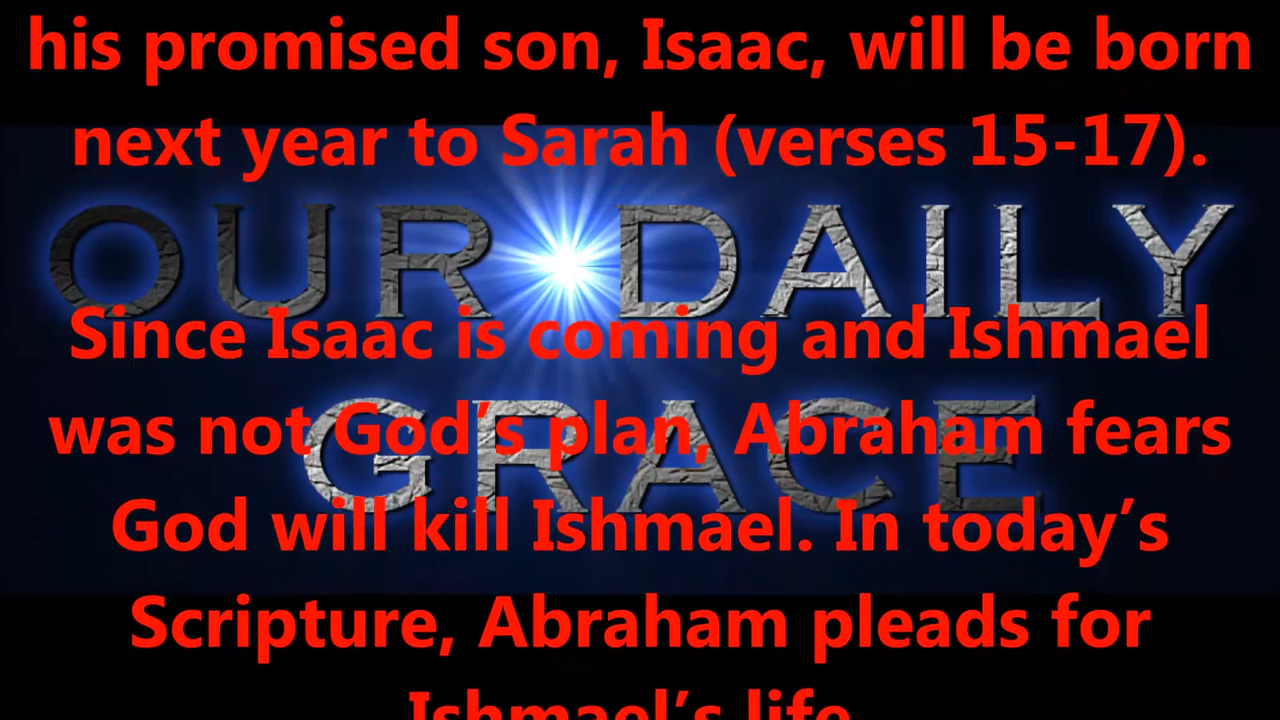 his promised son, Isaac, will be born
next year to Sarah (verses 15-17).
OUR DAILY
Since Isaac is coming and Ishmael
was not God’s plan, Abraham fears
GRACE
God will kill Ishmael. In today’s
Scripture, Abraham pleads for
Ishmael’s life